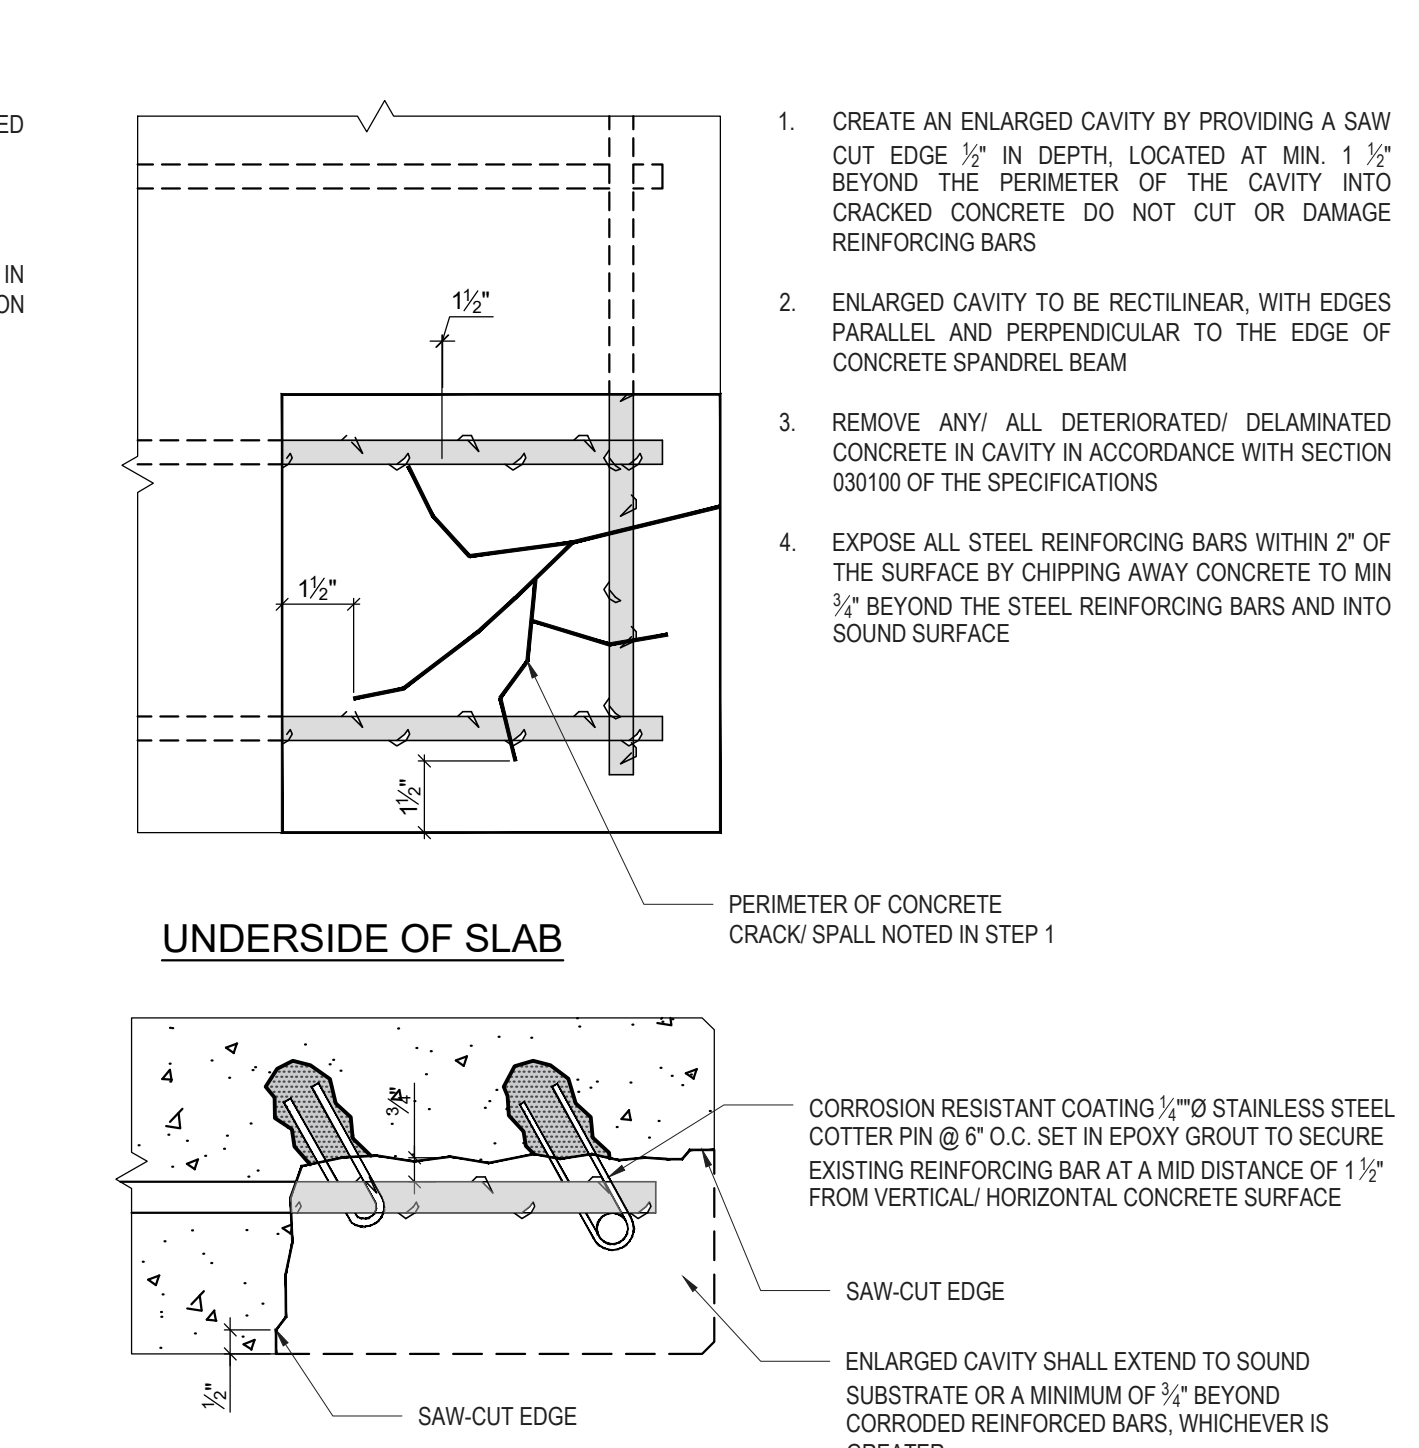 ED
IN
ON
1½"
1½"
1½"
1. CREATE AN ENLARGED CAVITY BY PROVIDING A SAW
CUT EDGE ½" IN DEPTH, LOCATED AT MIN. 1 ½"
BEYOND THE PERIMETER OF THE CAVITY INTO
CRACKED CONCRETE DO NOT CUT OR DAMAGE
REINFORCING BARS
2. ENLARGED CAVITY TO BE RECTILINEAR, WITH EDGES
PARALLEL AND PERPENDICULAR TO THE EDGE OF
CONCRETE SPANDREL BEAM
3. REMOVE ANY/ ALL DETERIORATED/ DELAMINATED
CONCRETE IN CAVITY IN ACCORDANCE WITH SECTION
030100 OF THE SPECIFICATIONS
4. EXPOSE ALL STEEL REINFORCING BARS WITHIN 2" OF
THE SURFACE BY CHIPPING AWAY CONCRETE TO MIN
¾" BEYOND THE STEEL REINFORCING BARS AND INTO
SOUND SURFACE
PERIMETER OF CONCRETE
CRACK/ SPALL NOTED IN STEP 1
UNDERSIDE OF SLAB
¾"
CORROSION RESISTANT COATING ¼""Ø STAINLESS STEEL
COTTER PIN @ 6" O.C. SET IN EPOXY GROUT TO SECURE
EXISTING REINFORCING BAR AT A MID DISTANCE OF 1 ½"
FROM VERTICAL/ HORIZONTAL CONCRETE SURFACE
SAW-CUT EDGE
ENLARGED CAVITY SHALL EXTEND TO SOUND
SUBSTRATE OR A MINIMUM OF ¾" BEYOND
CORRODED REINFORCED BARS, WHICHEVER IS
GREATER
½"
SAW-CUT EDGE